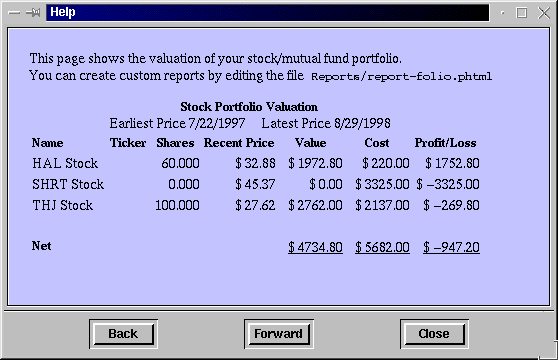 Help
This page shows the valuation of your stock/mutual fund portfolio.
You can create custom reports by editing the file Reports/report-folio.phtml
Stock Portfolio Valuation
Earliest Price 7/22/1997 Latest Price 8/29/1998
Name Ticker Shares Recent Price Value Cost Profit/Loss
HAL Stock 60.000 $ 32.88 $ 1972.80 $ 220.00 $ 1752.80
SHRT Stock 0.000 $ 45.37 $ 0.00 $ 3325.00 $ -3325.00
THJ Stock 100.000 $ 27.62 $ 2762.00 $ 2137.00 $ -269.80
Net $ 4734.80 $ 5682.00 $ -947.20
Back Forward Close